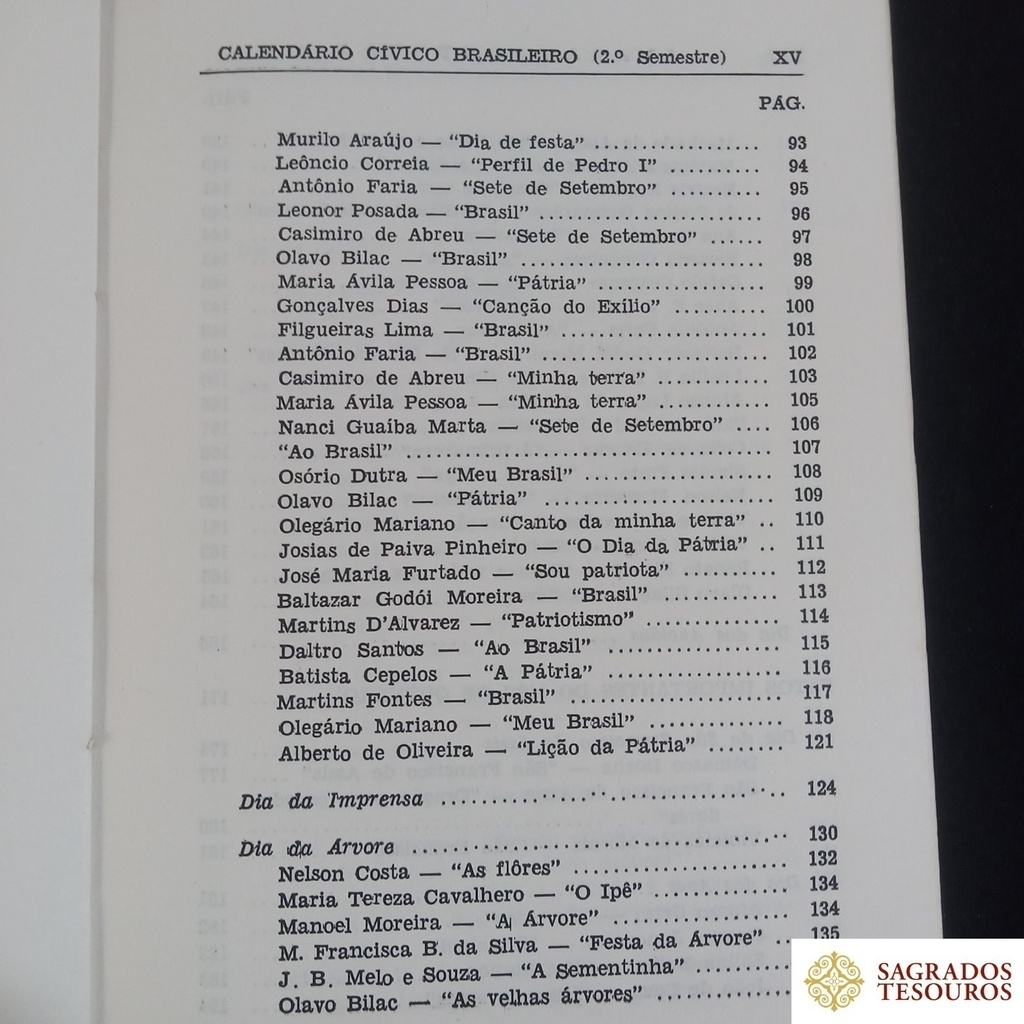 CALENDÁRIO CÍVICO BRASILEIRO (2.º Semestre) XV
PÁG.
Murilo Araújo — “Dia de festa” .................. 93
Leôncio Correia — “Perfil de Pedro I” .......... 94
Antônio Faria — “Sete de Setembro” .......... 95
Leonor Posada — “Brasil” ........................ 96
Casimiro de Abreu — “Sete de Setembro” ...... 97
Olavo Bilac — “Brasil” .......................... 98
Maria Ávila Pessoa — “Pátria” .................. 99
Gonçalves Dias — “Canção do Exílio” ........... 100
Filgueiras Lima — “Brasil” ...................... 101
Antônio Faria — “Brasil” ........................ 102
Casimiro de Abreu — “Minha terra” ............ 103
Maria Ávila Pessoa — “Minha terra” ............ 105
Nanci Guaíba Marta — “Sete de Setembro” .... 106
“Ao Brasil” ....................................... 107
Osório Dutra — “Meu Brasil” .................... 108
Olavo Bilac — “Pátria” ......................... 109
Olegário Mariano — “Canto da minha terra” .. 110
Josias de Paiva Pinheiro — “O Dia da Pátria” .. 111
José Maria Furtado — “Sou patriota” .......... 112
Baltazar Godói Moreira — “Brasil” ............ 113
Martins D’Alvarez — “Patriotismo” .............. 114
Daltro Santos — “Ao Brasil” .................. 115
Batista Cepelos — “A Pátria” .................. 116
Martins Fontes — “Brasil” ...................... 117
Olegário Mariano — “Meu Brasil” .............. 118
Alberto de Oliveira — “Lição da Pátria” ........ 121
Dia da Imprensa ..................................... 124
Dia da Árvore ........................................ 130
Nelson Costa — “As flôres” ...................... 132
Maria Tereza Cavalhero — “O Ipê” .............. 134
Manoel Moreira — “A Árvore” .................. 134
M. Francisca B. da Silva — “Festa da Árvore” .. 135
J. B. Melo e Souza — “A Sementinha” ..........
Olavo Bilac — “As velhas árvores” ..............
SAGRADOS
TESOUROS